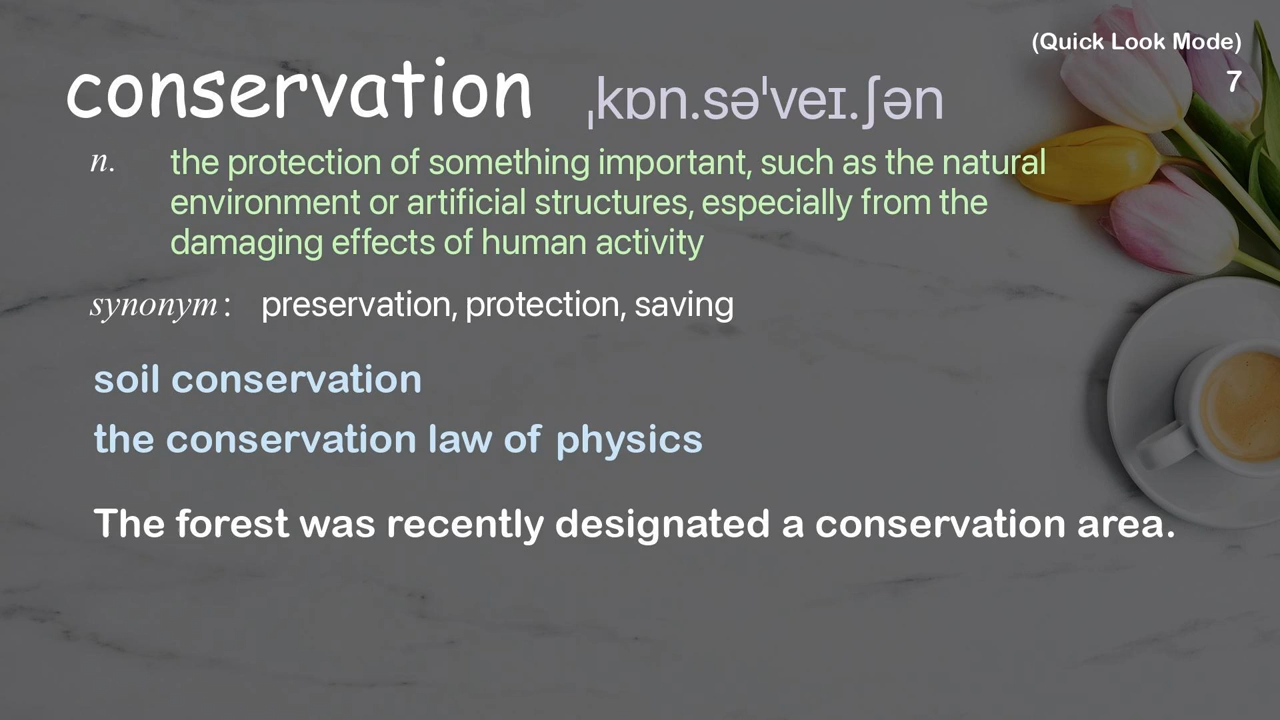 (Quick Look Mode)
7
conservation ˌkɒn.səˈveɪ.ʃən
n. the protection of something important, such as the natural
environment or artificial structures, especially from the
damaging effects of human activity
synonym: preservation, protection, saving
soil conservation
the conservation law of physics
The forest was recently designated a conservation area.